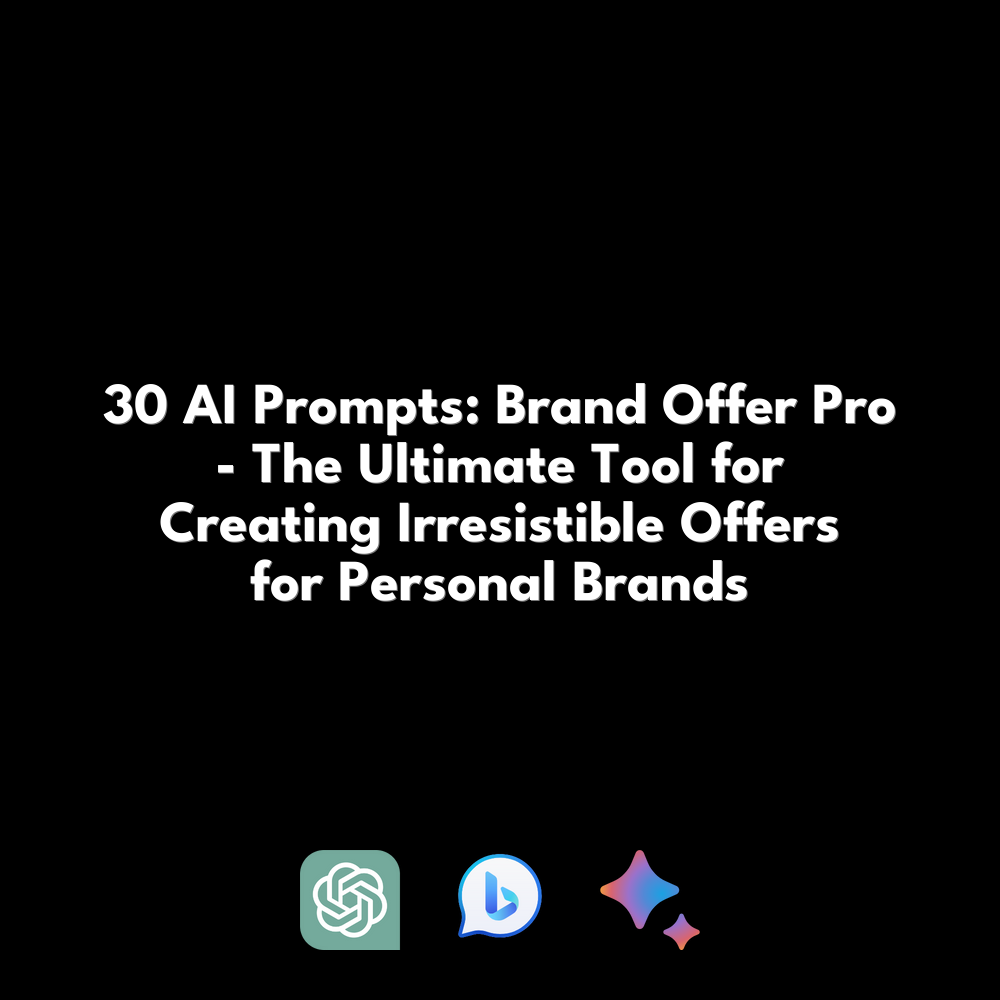 30 AI Prompts: Brand Offer Pro
- The Ultimate Tool for
Creating Irresistible Offers
for Personal Brands